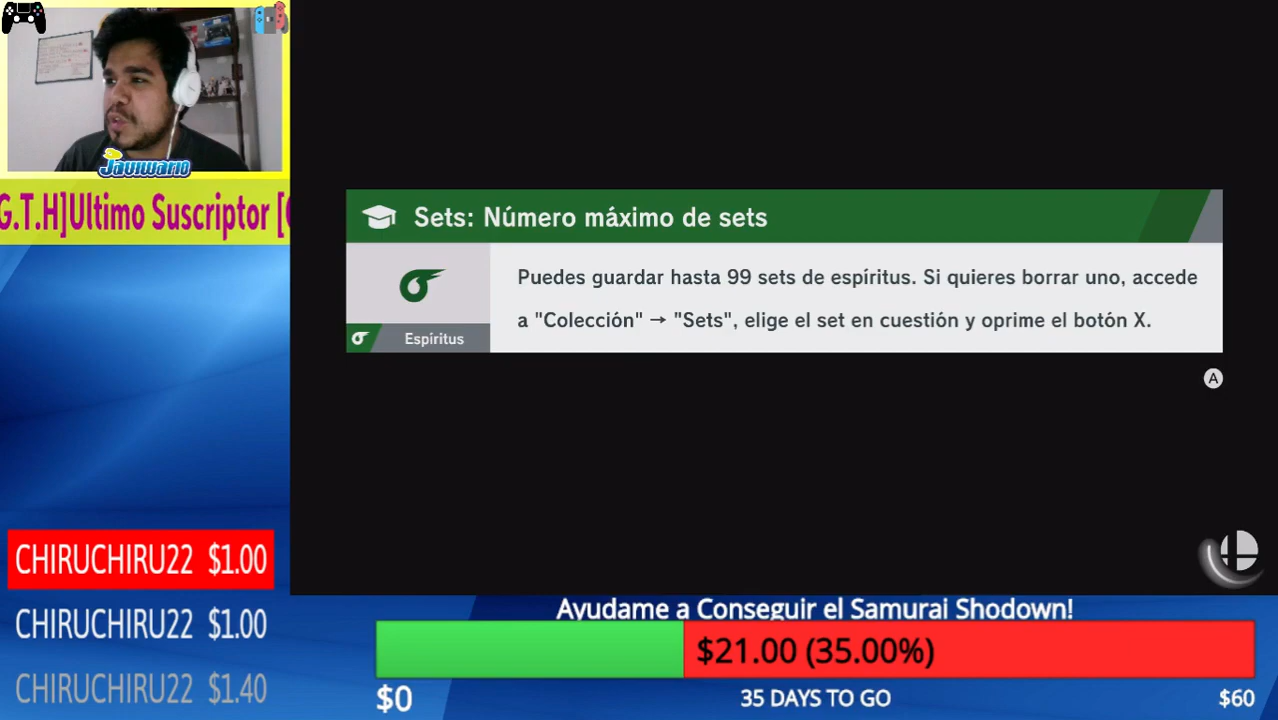 Javiwario
G.T.H]Ultimo Suscriptor [
Sets: Número máximo de sets
Puedes guardar hasta 99 sets de espíritus. Si quieres borrar uno, accede
a "Colección" → "Sets", elige el set en cuestión y oprime el botón X.
Espíritus
A
CHIRUCHIRU22 $1.00
CHIRUCHIRU22 $1.00
CHIRUCHIRU22 $1.40
Ayudame a Conseguir el Samurai Shodown!
$21.00 (35.00%)
$0
35 DAYS TO GO
$60